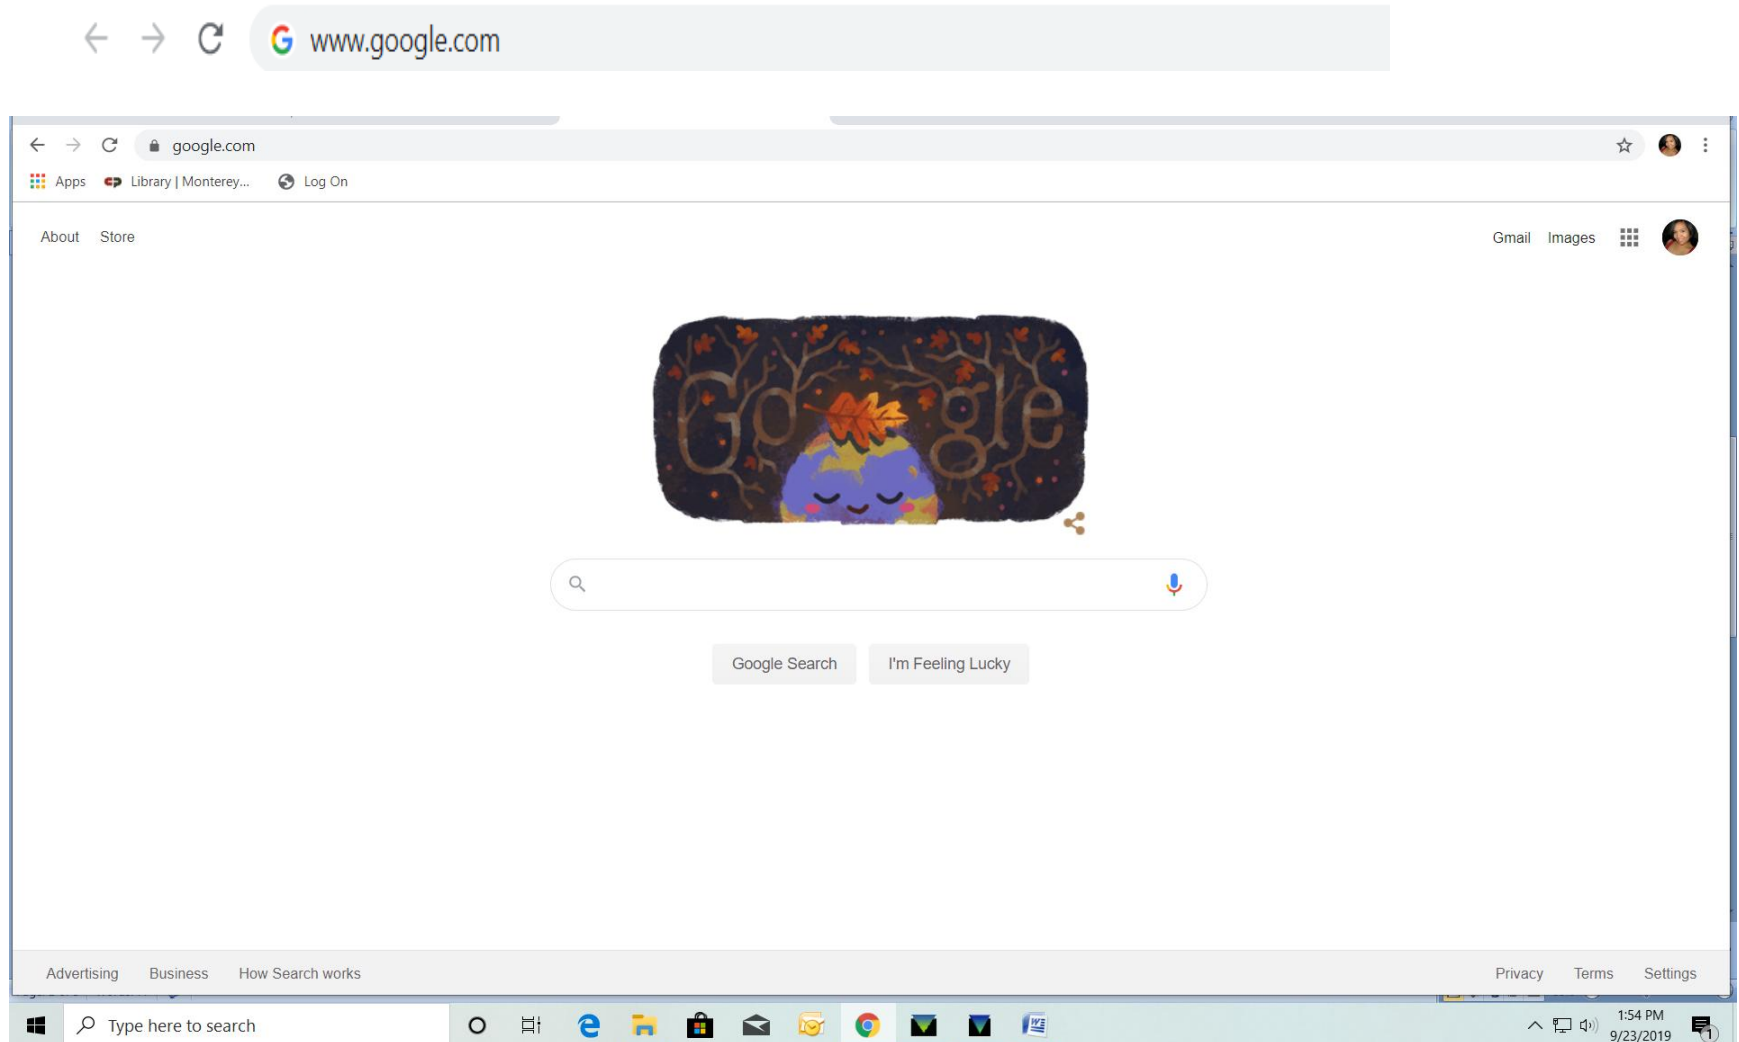 www.google.com
google.com
Apps Library | Monterey... Log On
About Store Gmail Images
Google
Google Search I'm Feeling Lucky
Advertising Business How Search works Privacy Terms Settings
Type here to search 1:54 PM
9/23/2019